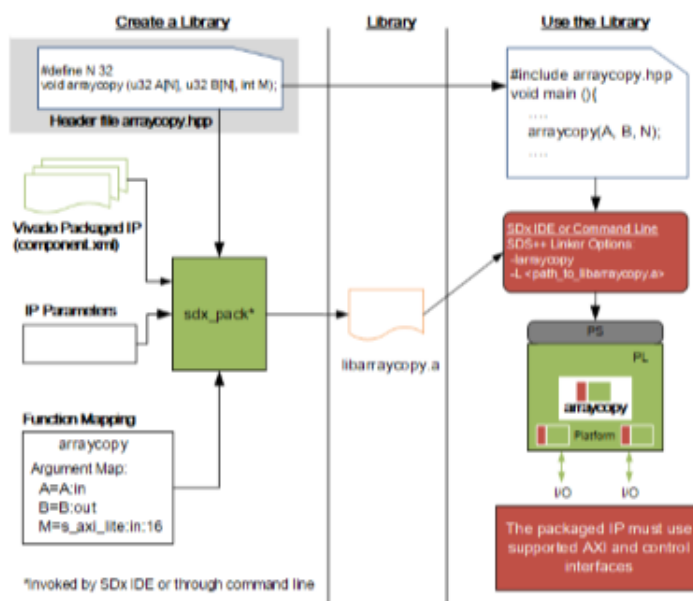 Create a Library
Library
Use the Library
#define N 32
void arraycopy (u32 A[N], u32 B[N], int M);
Header file arraycopy.hpp
#include arraycopy.hpp
void main (){
....
arraycopy(A, B, N);
....
Vivado Packaged IP
(component.xml)
IP Parameters
sdx_pack*
libarraycopy.a
SDx IDE or Command Line
SDS++ Linker Options:
-larraycopy
-L <path_to_libarraycopy.a>
PS
PL
arraycopy
Platform
I/O
I/O
Function Mapping
arraycopy
Argument Map:
A=A:in
B=B:out
M=s_axi_lite:in:16
The packaged IP must use
supported AXI and control
interfaces
*Invoked by SDx IDE or through command line